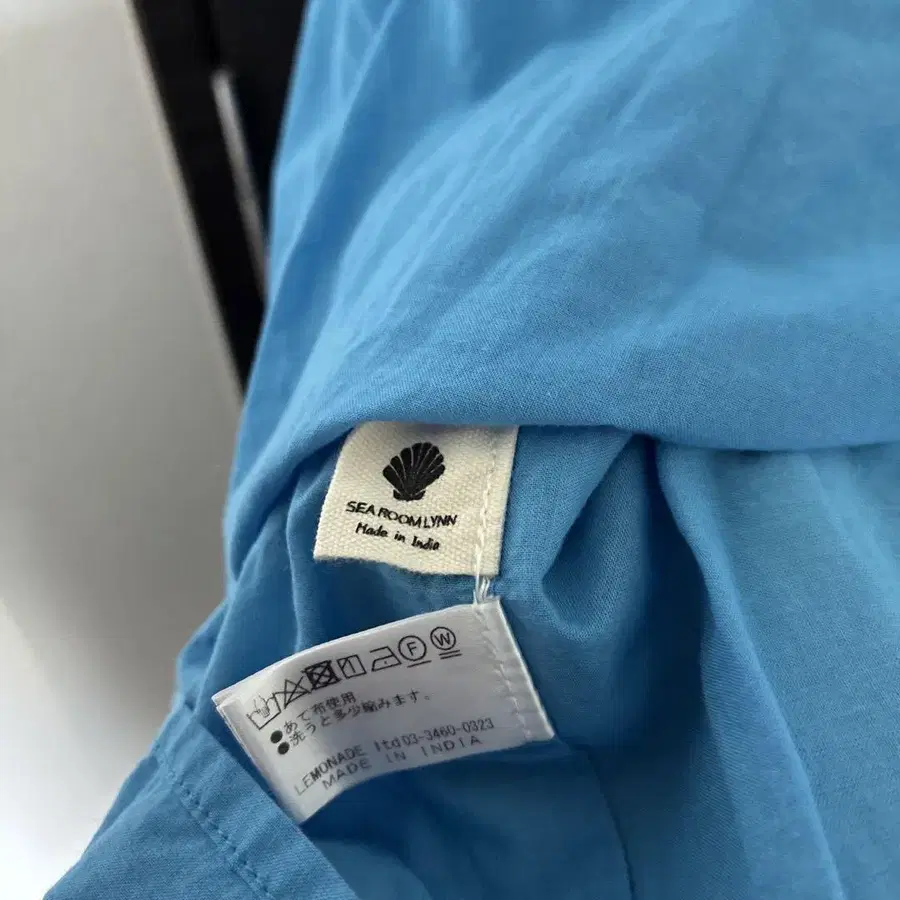 SEA ROOM LYNN
Made in India
F W
●あて布使用
●洗うと多少縮みます。
LEMONADE ltd 03-3460-0323
MADE IN INDIA